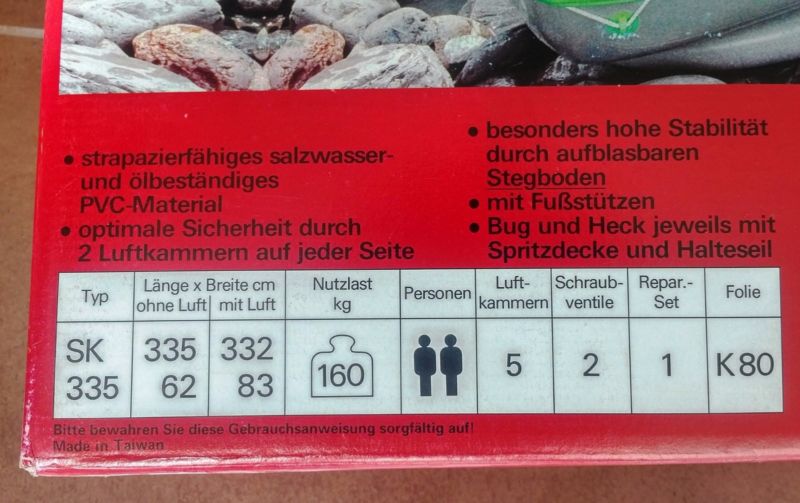 • strapazierfähiges salzwasser-
und ölbeständiges
PVC-Material
• optimale Sicherheit durch
2 Luftkammern auf jeder Seite
• besonders hohe Stabilität
durch aufblasbaren
Stegböden
• mit Fußstützen
• Bug und Heck jeweils mit
Spritzdecke und Halteseil
Typ
Länge x Breite cm
ohne Luft mit Luft
Nutzlast
kg
Personen
Luft-
kammern
Schraub-
ventile
Repar.-
Set
Folie
SK
335
335
62
332
83
160
5
2
1
K80
Bitte bewahren Sie diese Gebrauchsanweisung sorgfältig auf!
Made in Taiwan